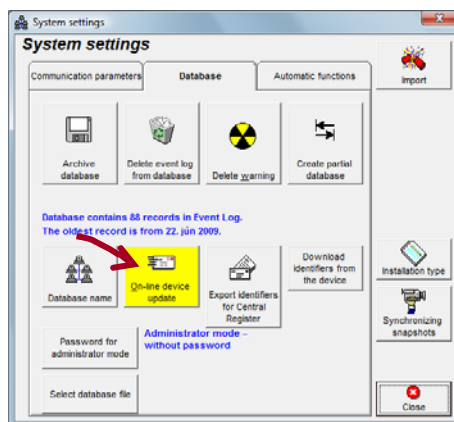 System settings
System settings
Communication parameters
Database
Automatic functions
Import
Archive
database
Delete event log
from database
Delete warning
Create partial
database
Database contains 88 records in Event Log.
The oldest record is from 22. jún 2009.
Database name
On-line device
update
Export identifiers
for Central
Register
Download
identifiers from
the device
Installation type
Synchronizing
snapshots
Password for
administrator mode
Administrator mode –
without password
Select database file
Close